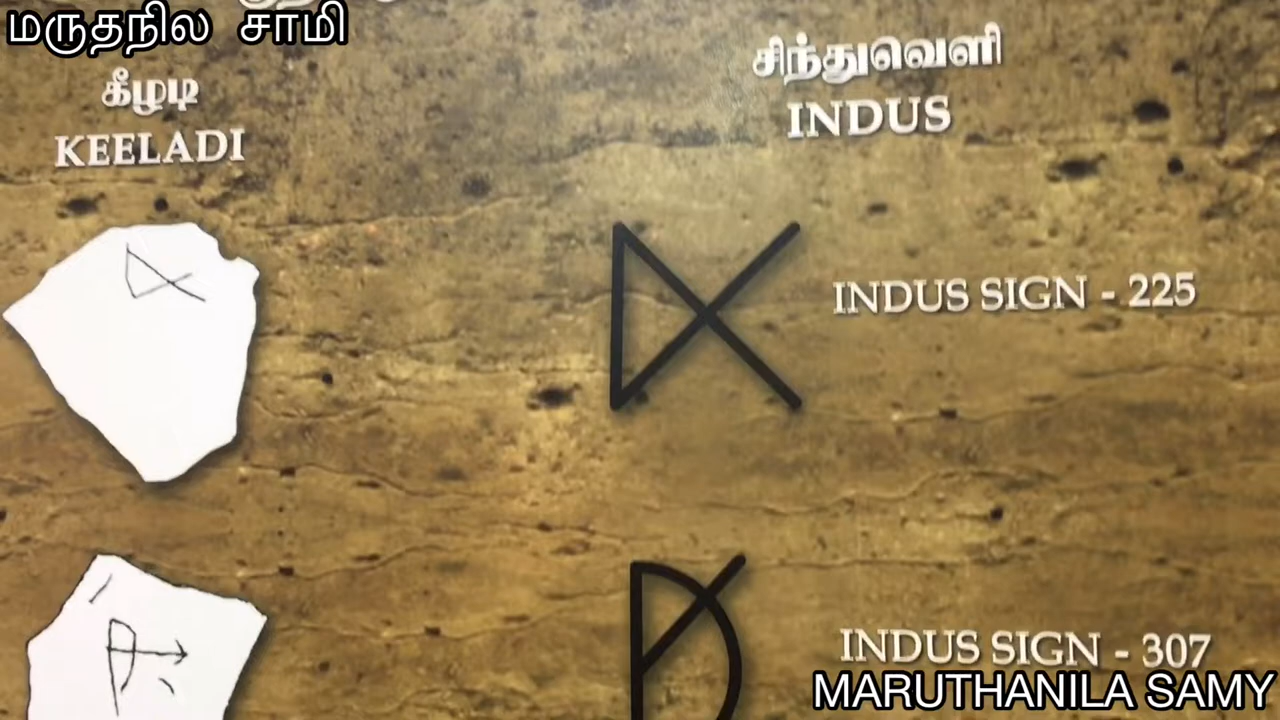 மருதநில சாமி
கீழடி
KEELADI
சிந்துவெளி
INDUS
INDUS SIGN - 225
INDUS SIGN - 307
MARUTHANILA SAMY